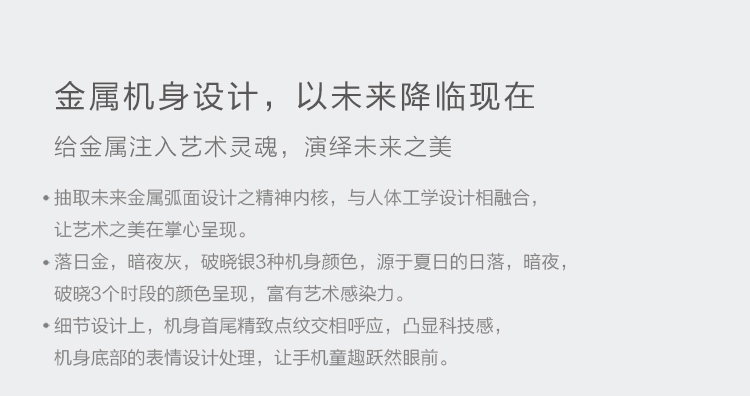 金属机身设计，以未来降临现在
给金属注入艺术灵魂，演绎未来之美
•抽取未来金属弧面设计之精神内核，与人体工学设计相融合，
让艺术之美在掌心呈现。
•落日金，暗夜灰，破晓银3种机身颜色，源于夏日的日落，暗夜，
破晓3个时段的颜色呈现，富有艺术感染力。
•细节设计上，机身首尾精致点纹交相呼应，凸显科技感，
机身底部的表情设计处理，让手机童趣跃然眼前。